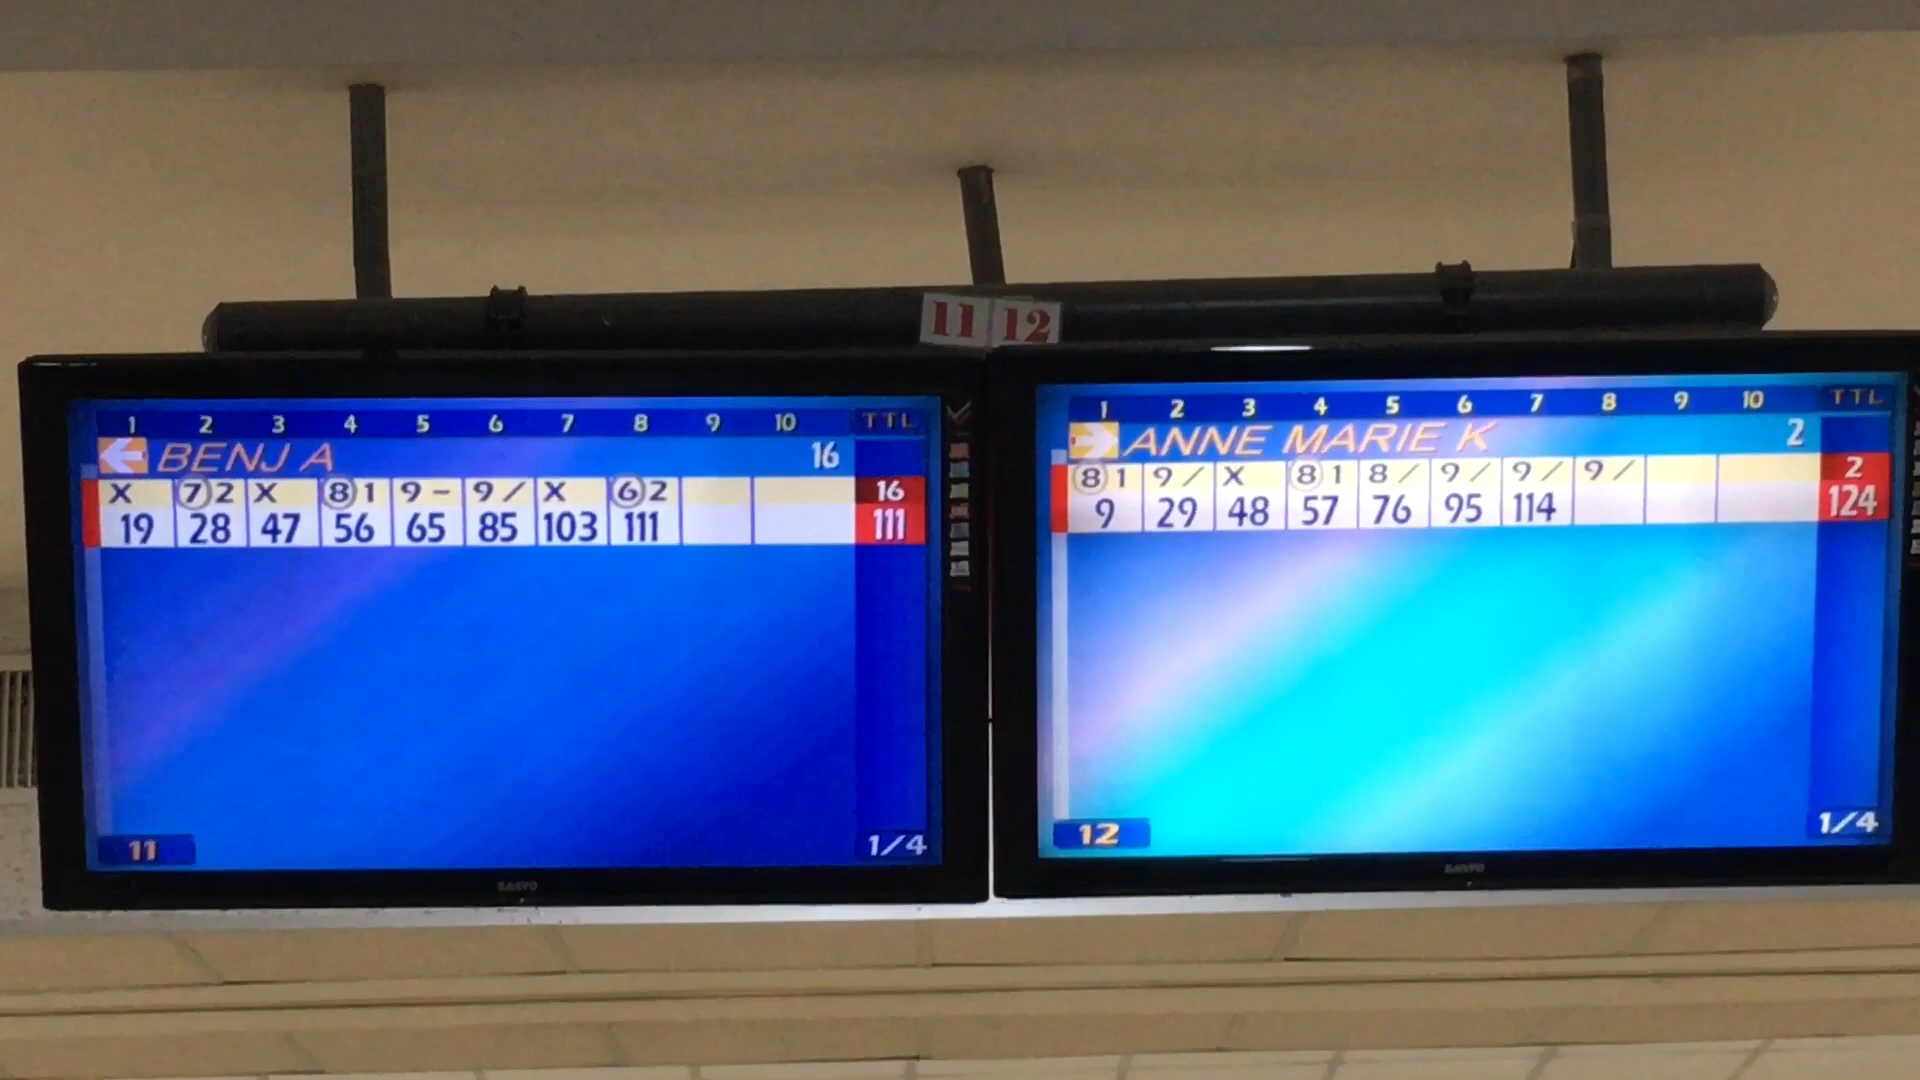 11 12
1 2 3 4 5 6 7 8 9 10 TTL
BENJ A 16
X 7 2 X 8 1 9 - 9 / X 6 2 16
19 28 47 56 65 85 103 111 111
11 1/4
SANYO
1 2 3 4 5 6 7 8 9 10 TTL
ANNE MARIE K 2
8 1 9 / X 8 1 8 / 9 / 9 / 9 / 2
9 29 48 57 76 95 114 124
12 1/4
SANYO